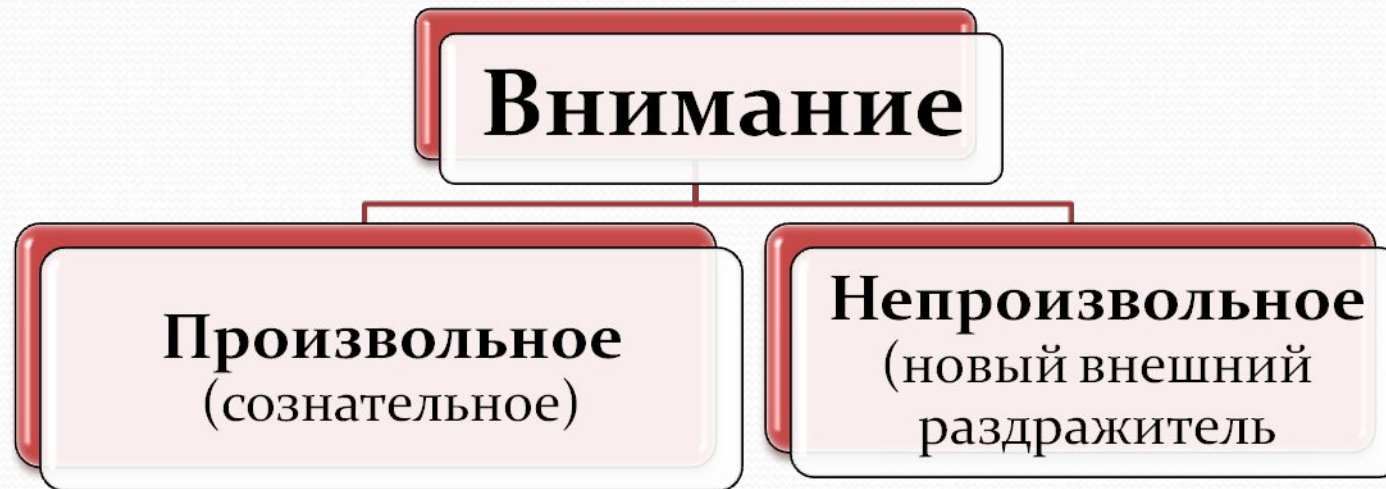 Внимание
Произвольное
(сознательное)
Непроизвольное
(новый внешний
раздражитель